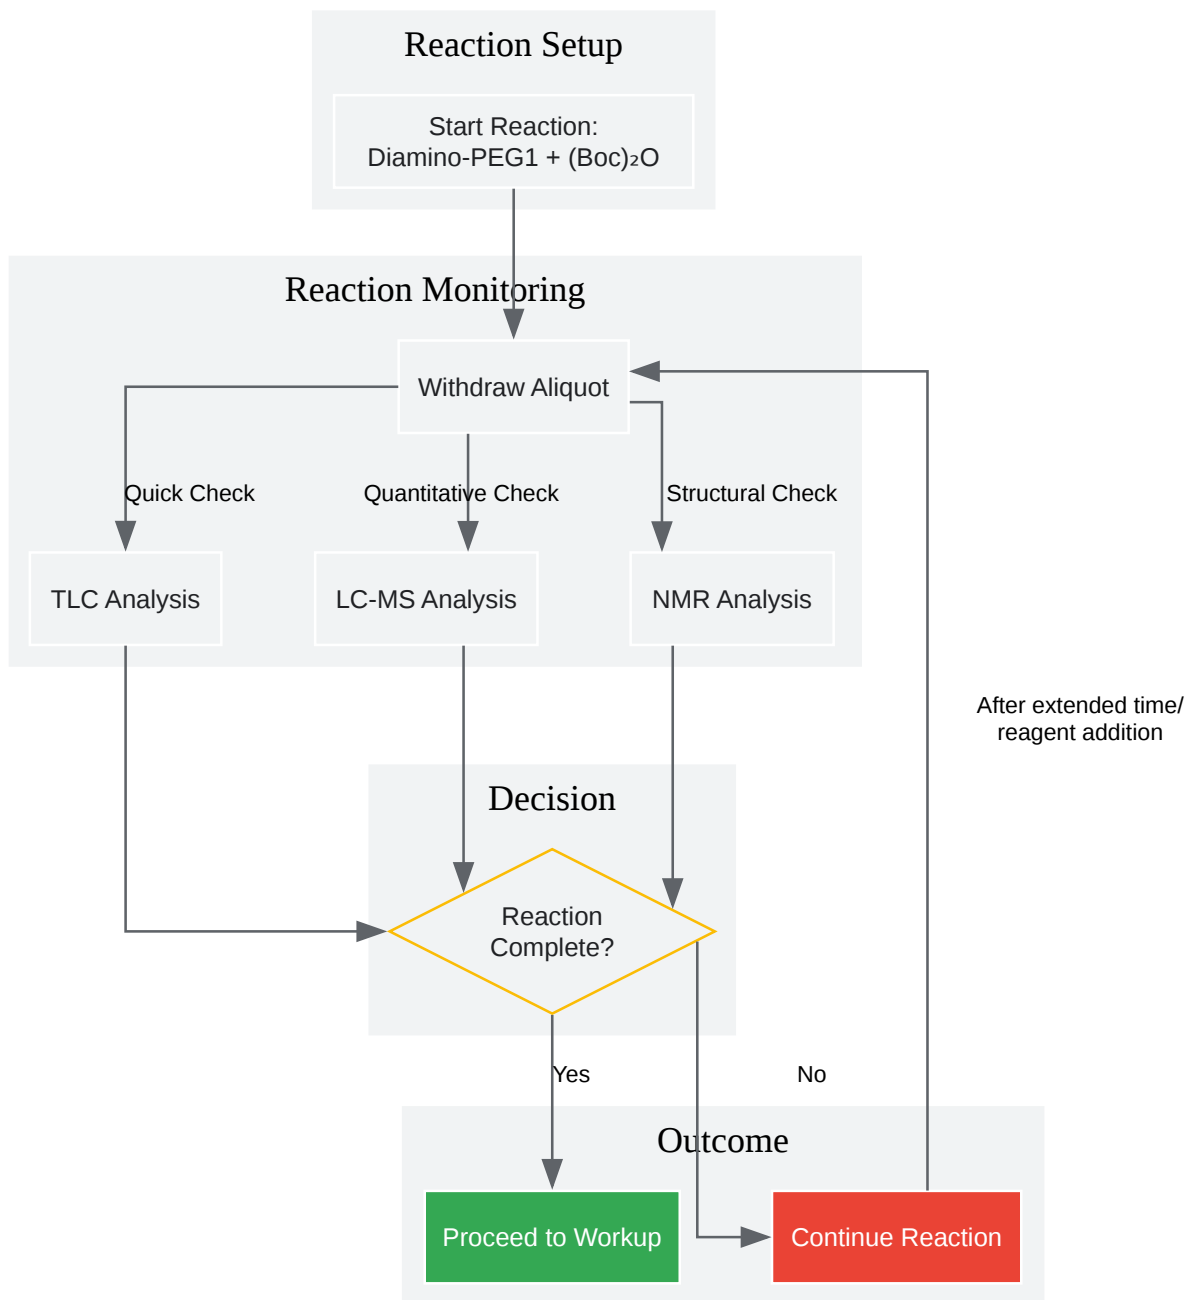 Reaction Setup
Start Reaction:
Diamino-PEG1 + (Boc)₂O
Reaction Monitoring
Withdraw Aliquot
Quick Check
Quantitative Check
Structural Check
TLC Analysis
LC-MS Analysis
NMR Analysis
After extended time/
reagent addition
Decision
Reaction
Complete?
Yes
No
Outcome
Proceed to Workup
Continue Reaction